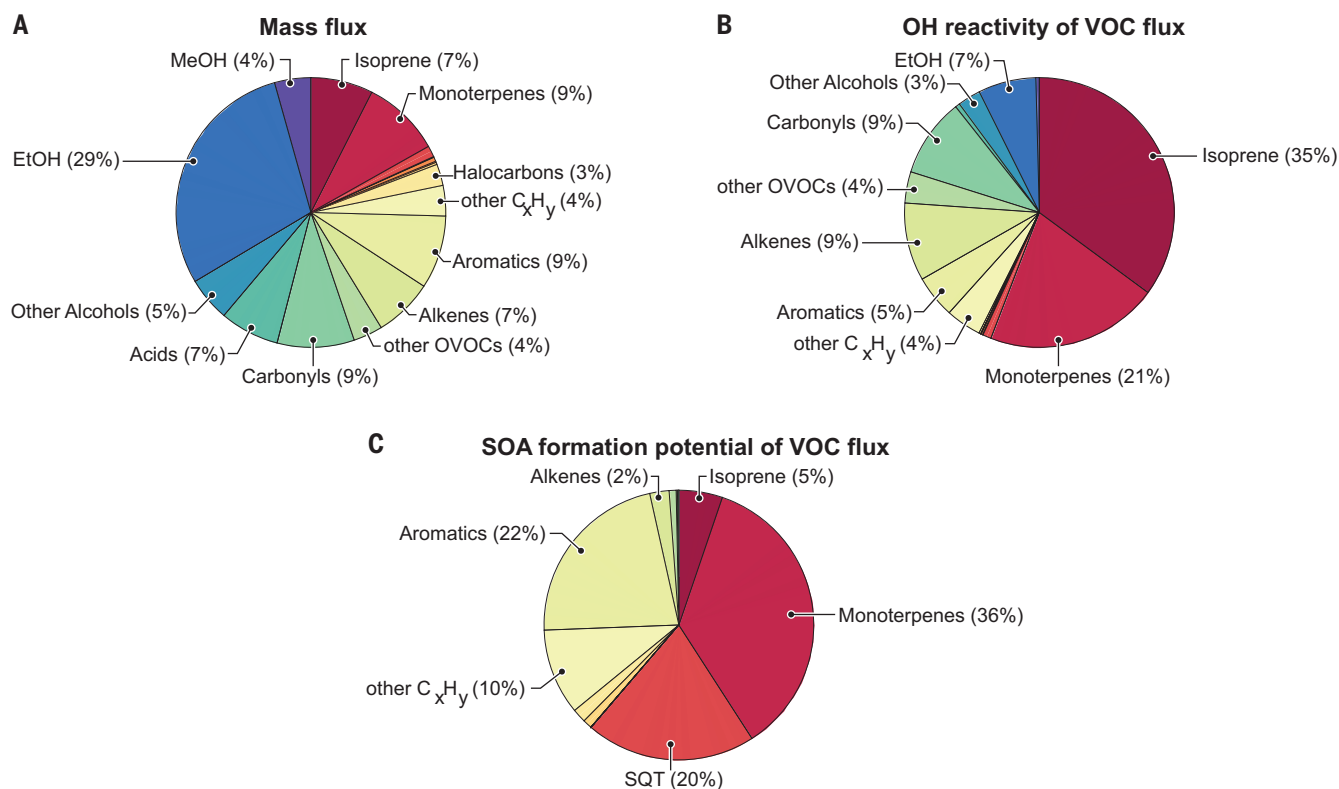 A
Mass flux
MeOH (4%)
Isoprene (7%)
Monoterpenes (9%)
EtOH (29%)
Halocarbons (3%)
other CxHy (4%)
Aromatics (9%)
Other Alcohols (5%)
Alkenes (7%)
Acids (7%)
other OVOCs (4%)
Carbonyls (9%)
B
OH reactivity of VOC flux
EtOH (7%)
Other Alcohols (3%)
Carbonyls (9%)
Isoprene (35%)
other OVOCs (4%)
Alkenes (9%)
Aromatics (5%)
other CxHy (4%)
Monoterpenes (21%)
C
SOA formation potential of VOC flux
Alkenes (2%)
Isoprene (5%)
Aromatics (22%)
Monoterpenes (36%)
other CxHy (10%)
SQT (20%)